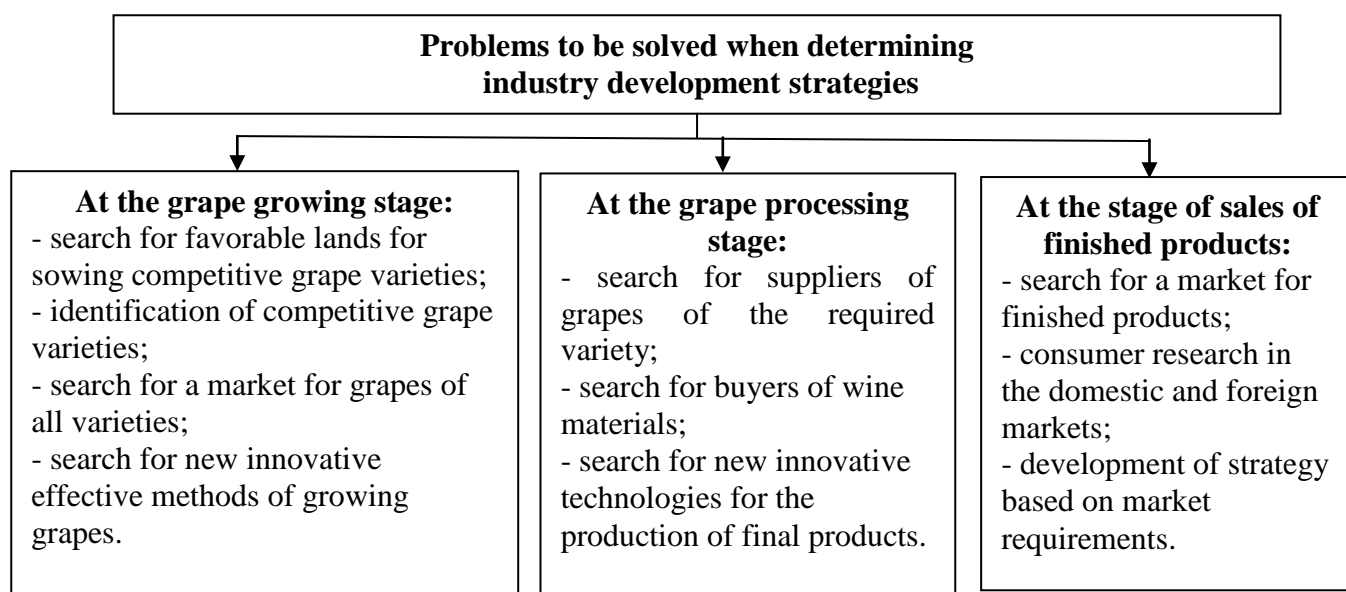 Problems to be solved when determining
industry development strategies
At the grape growing stage:
- search for favorable lands for
sowing competitive grape varieties;
- identification of competitive grape
varieties;
- search for a market for grapes of
all varieties;
- search for new innovative
effective methods of growing
grapes.
At the grape processing
stage:
- search for suppliers of
grapes of the required
variety;
- search for buyers of wine
materials;
- search for new innovative
technologies for the
production of final products.
At the stage of sales of
finished products:
- search for a market for
finished products;
- consumer research in
the domestic and foreign
markets;
- development of strategy
based on market
requirements.